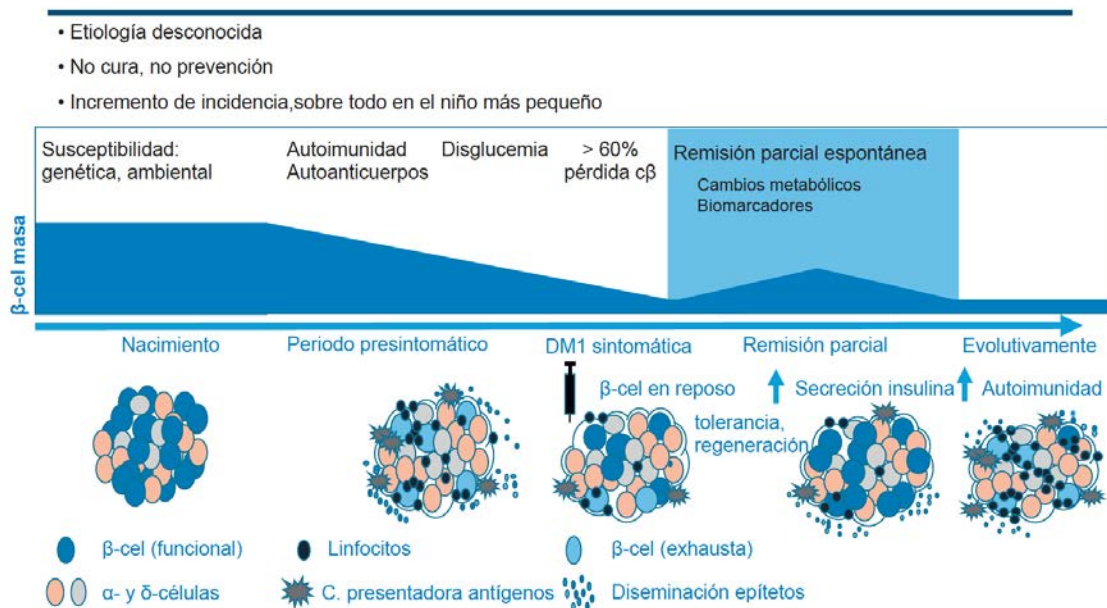 • Etiología desconocida
• No cura, no prevención
• Incremento de incidencia,sobre todo en el niño más pequeño
Susceptibilidad:
genética, ambiental
Autoimunidad
Autoanticuerpos
Disglucemia
> 60%
pérdida cβ
Remisión parcial espontánea
Cambios metabólicos
Biomarcadores
β-cel masa
Nacimiento
Periodo presintomático
DM1 sintomática
Remisión parcial
Evolutivamente
β-cel en reposo
tolerancia,
regeneración
Secreción insulina
Autoimunidad
β-cel (funcional)
Linfocitos
β-cel (exhausta)
α- y δ-células
C. presentadora antígenos
Diseminación epítetos